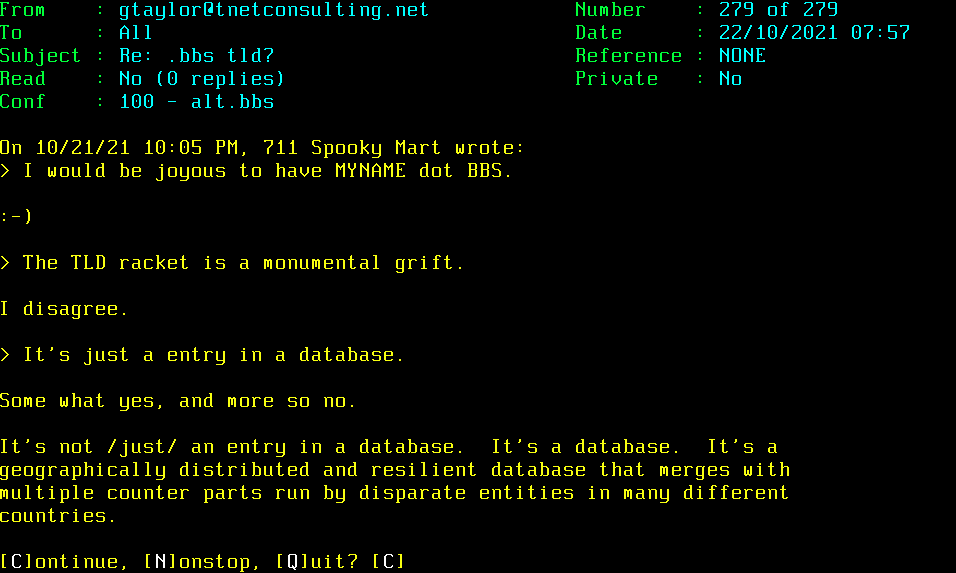 From    : gtaylor@tnetconsulting.net            Number    : 279 of 279
To      : All                                   Date      : 22/10/2021 07:57
Subject : Re: .bbs tld?                         Reference : NONE
Read    : No (0 replies)                        Private   : No
Conf    : 100 - alt.bbs
On 10/21/21 10:05 PM, 711 Spooky Mart wrote:
> I would be joyous to have MYNAME dot BBS.
:-)
> The TLD racket is a monumental grift.
I disagree.
> It's just a entry in a database.
Some what yes, and more so no.
It's not /just/ an entry in a database.  It's a database.  It's a
geographically distributed and resilient database that merges with
multiple counter parts run by disparate entities in many different
countries.
[C]ontinue, [N]onstop, [Q]uit? [C]